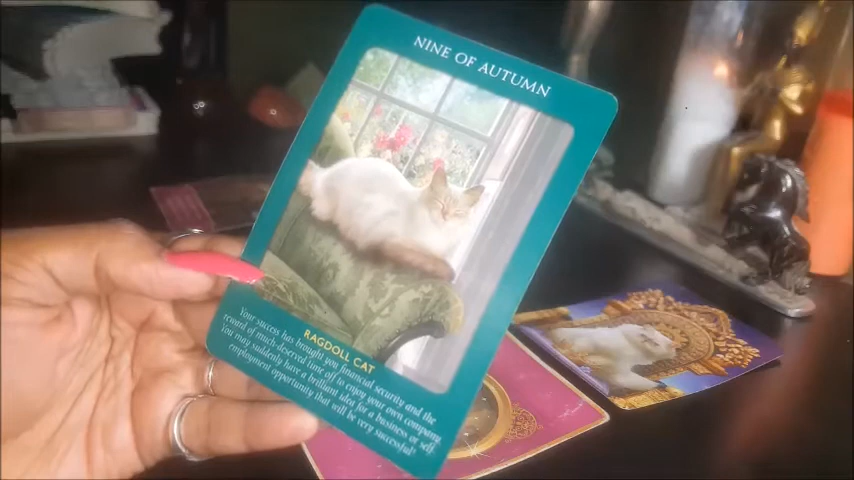 NINE OF AUTUMN
RAGDOLL CAT
Your success has brought you financial security and the
reward of much-deserved time off to enjoy your own company.
You may suddenly have a brilliant idea for a business or self-
employment opportunity that will be very successful!